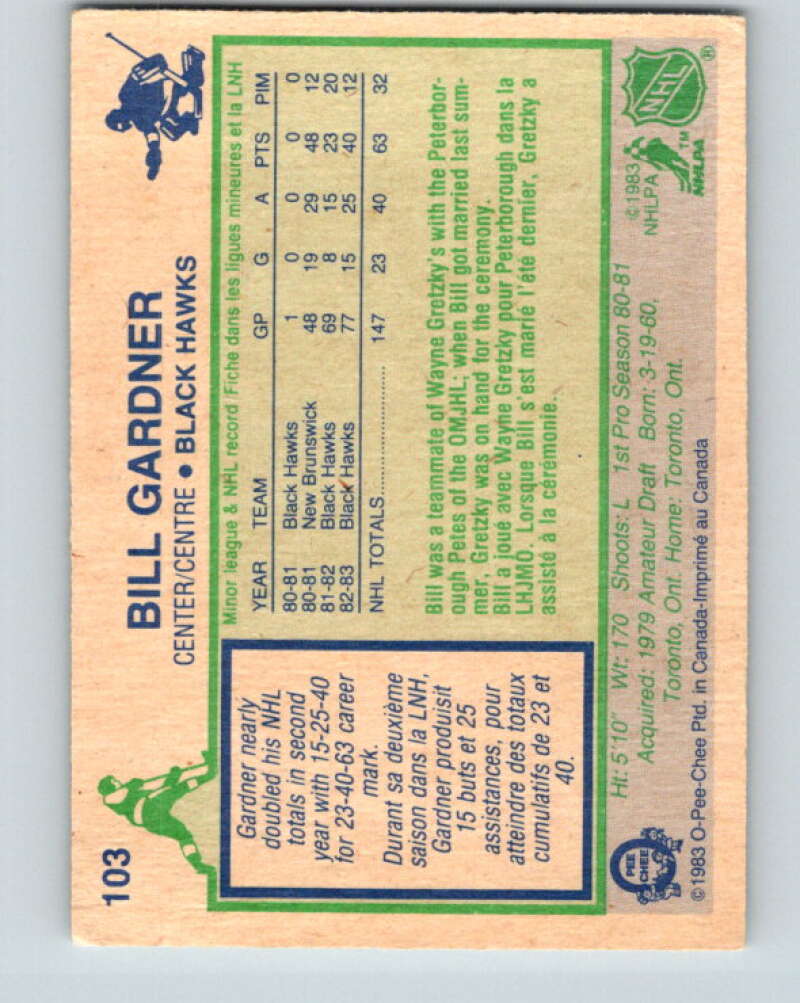 103
BILL GARDNER
CENTER/CENTRE • BLACK HAWKS
Minor league & NHL record / Fiche dans les ligues mineures et la LNH
YEAR TEAM GP G A PTS PIM
80-81 Black Hawks 1 0 0 0 0
80-81 New Brunswick 48 19 29 48 12
81-82 Black Hawks 69 8 15 23 20
82-83 Black Hawks 77 15 25 40 12
NHL TOTALS 147 23 40 63 32
Gardner nearly
doubled his NHL
totals in second
year with 15-25-40
for 23-40-63 career
mark.
Durant sa deuxième
saison dans la LNH,
Gardner produisit
15 buts et 25
assistances, pour
atteindre des totaux
cumulatifs de 23 et
40.
Bill was a teammate of Wayne Gretzky's with the Peterbor-
ough Petes of the OMJHL; when Bill got married last sum-
mer, Gretzky was on hand for the ceremony.
Bill a joué avec Wayne Gretzky pour Peterborough dans la
LHJMO. Lorsque Bill s'est marié l'été dernier, Gretzky a
assisté à la cérémonie.
Ht: 5'10" Wt: 170 Shoots: L 1st Pro Season 80-81
Acquired: 1979 Amateur Draft Born: 3-19-60,
Toronto, Ont. Home: Toronto, Ont.
©1983 O-Pee-Chee Ptd. in Canada-Imprimé au Canada
O PEE CHEE
NHL ®
©1983
NHLPA
NHLPA ™